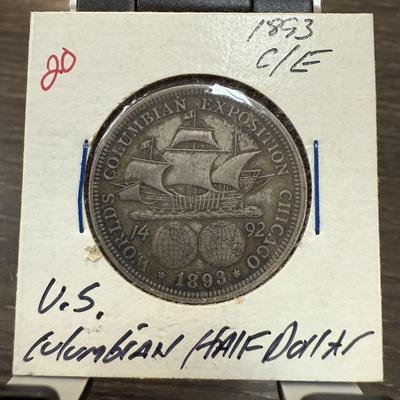 1893
C/E
20
WORLD'S COLUMBIAN EXPOSITION CHICAGO
14 92
* 1893 *
U.S.
Columbian Half Dollar